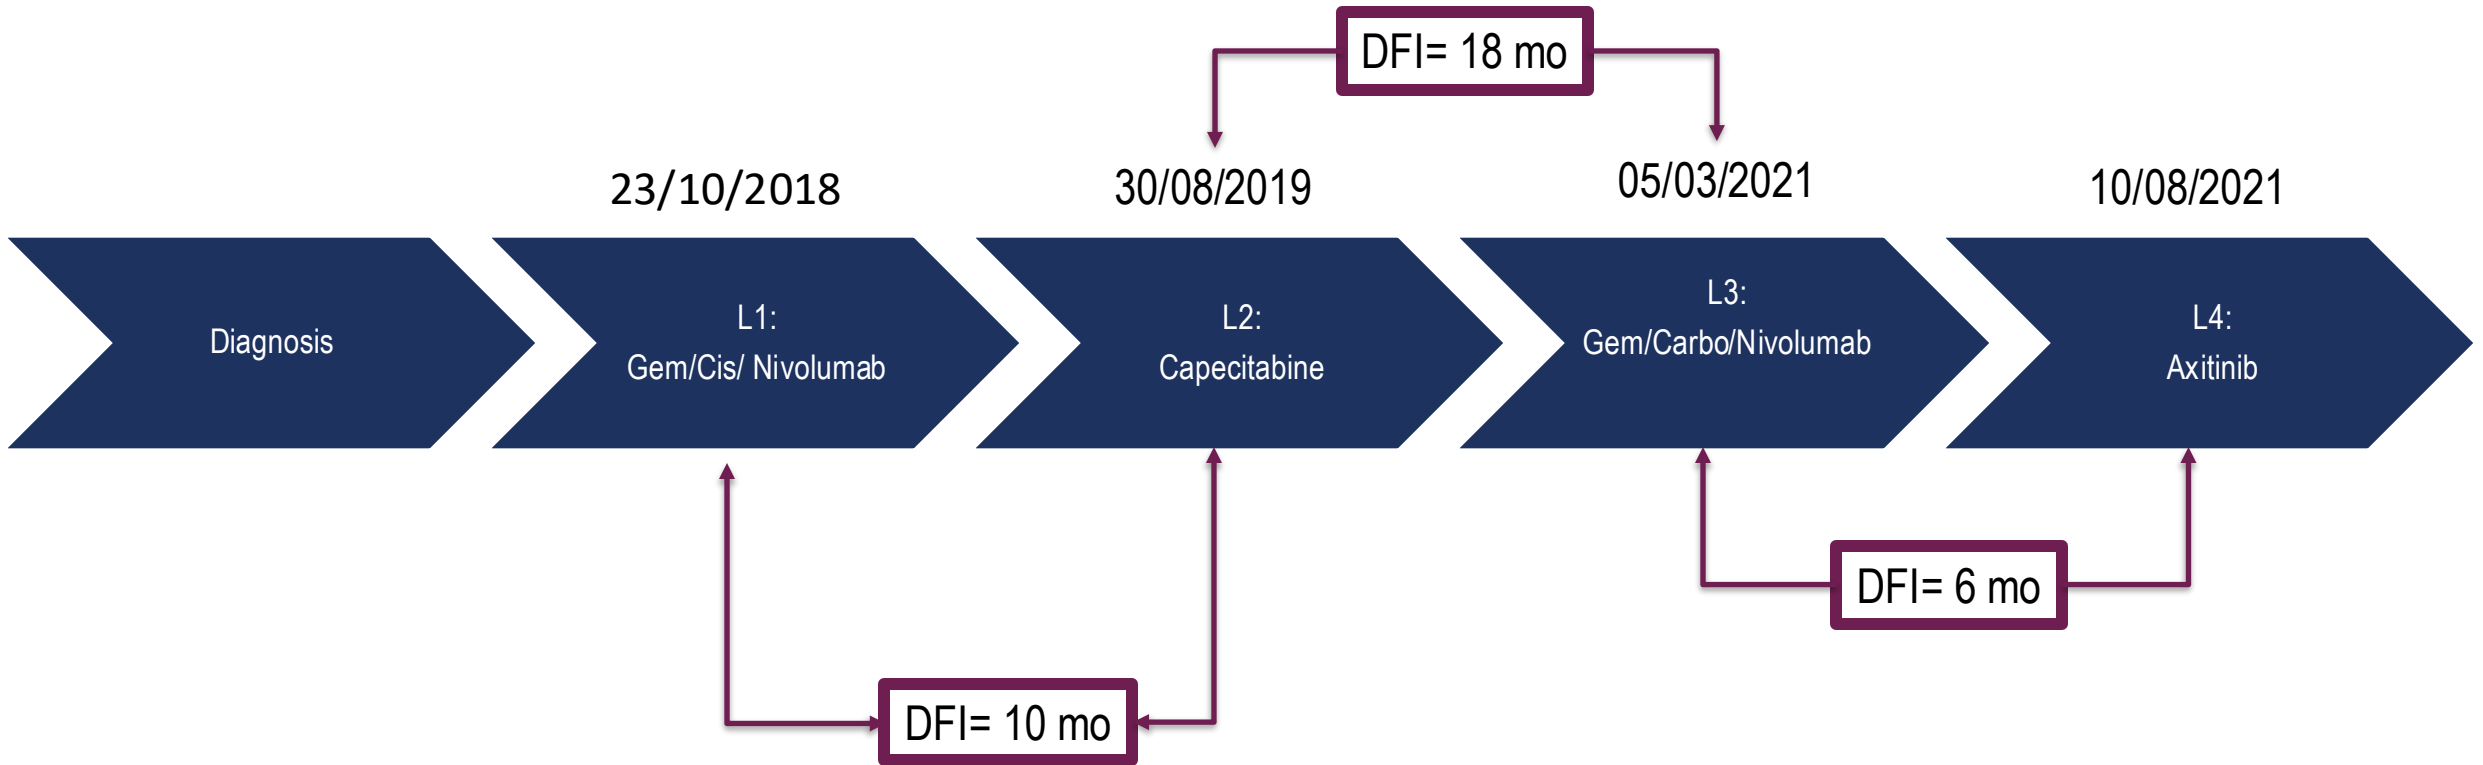 DFI= 18 mo
23/10/2018
30/08/2019
05/03/2021
10/08/2021
Diagnosis
L1:
Gem/Cis/ Nivolumab
L2:
Capecitabine
L3:
Gem/Carbo/Nivolumab
L4:
Axitinib
DFI= 6 mo
DFI= 10 mo